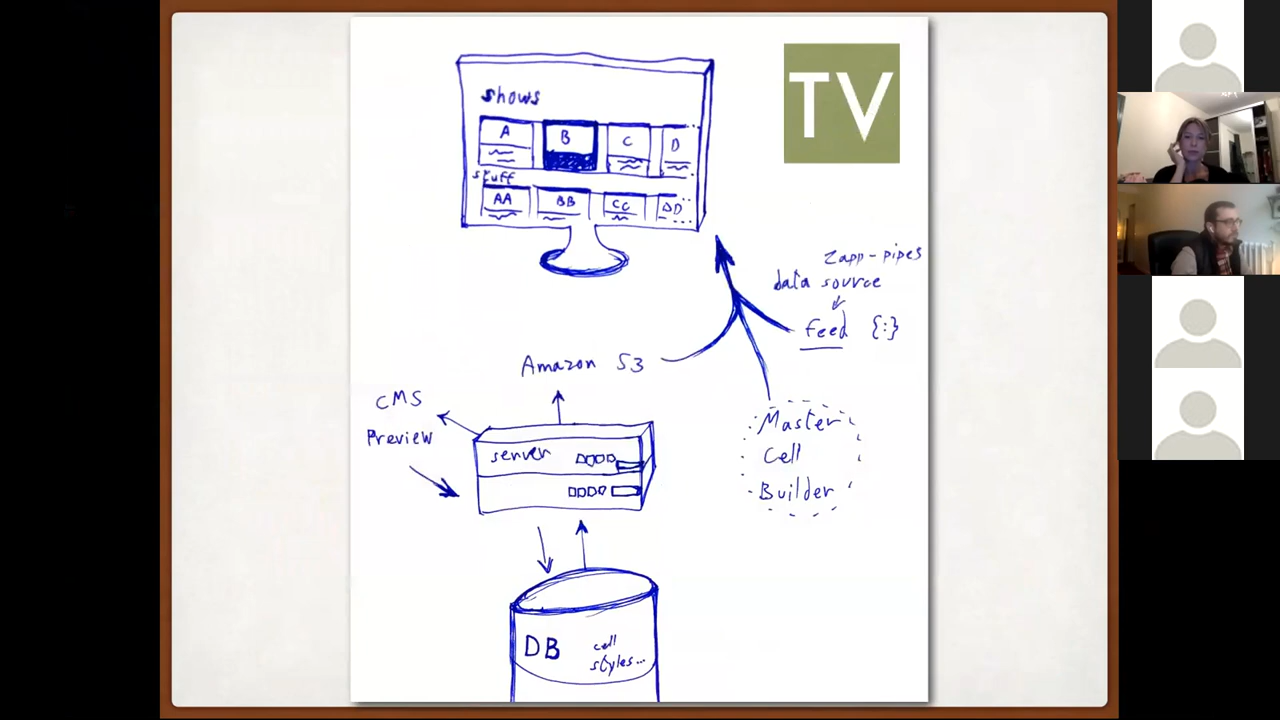 TV
shows
A B C D
stuff
AA BB CC DD
Zapp-pipes
data source
feed {:}
Amazon S3
CMS
Preview
server
Master
Cell
Builder
DB
cell
styles...